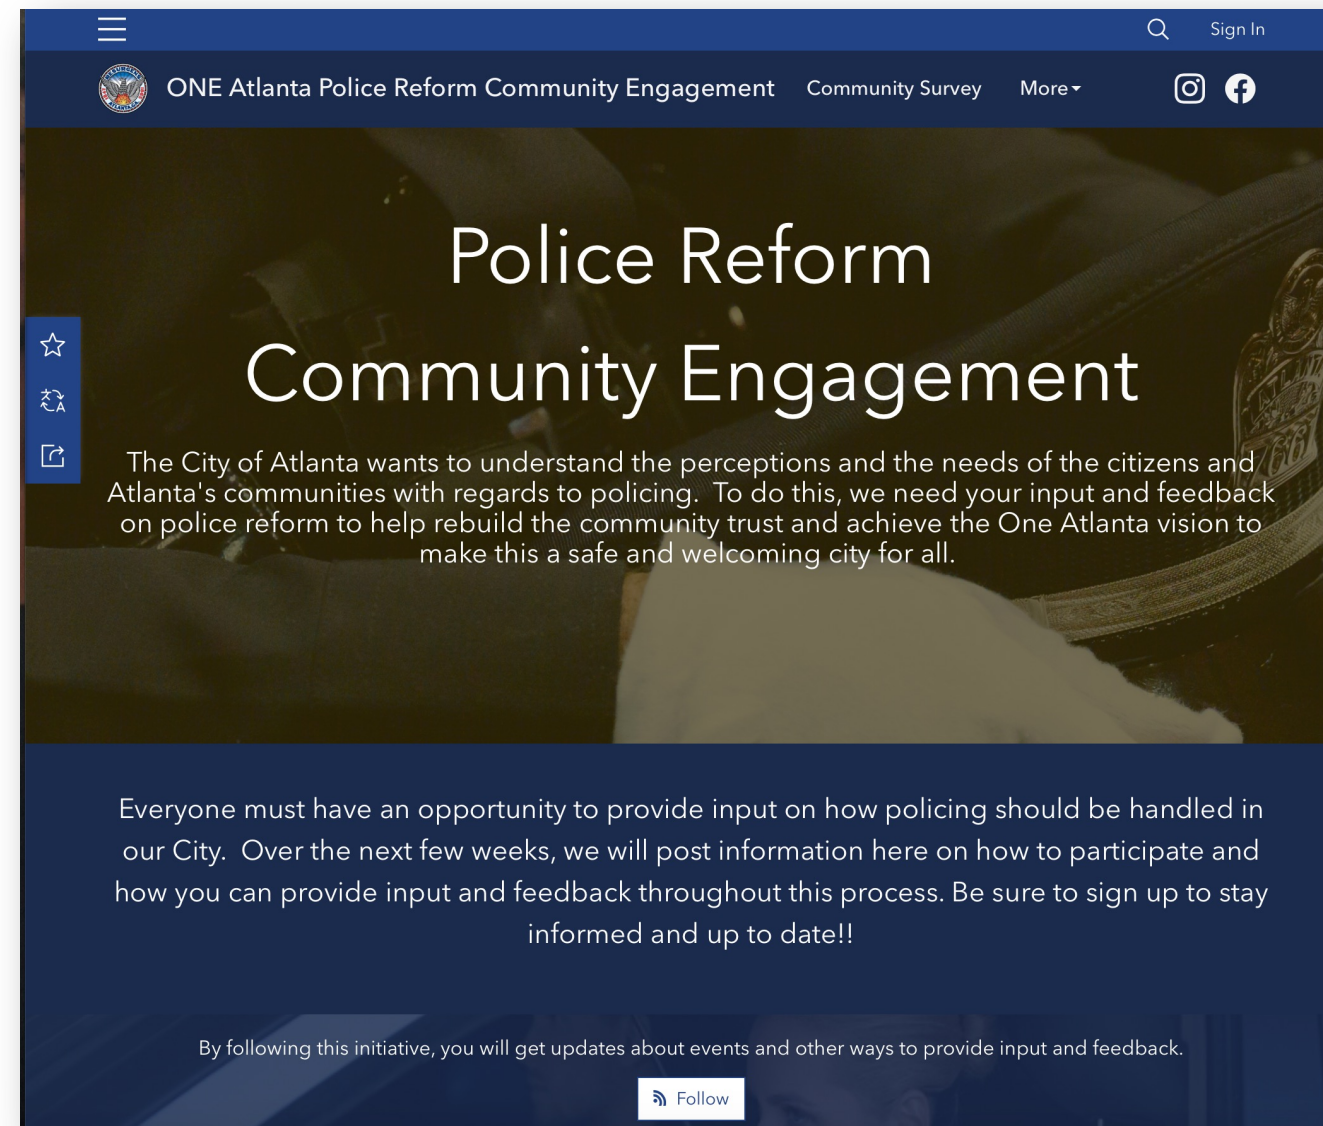 Sign In
ONE Atlanta Police Reform Community Engagement
Community Survey
More
Police Reform
Community Engagement
The City of Atlanta wants to understand the perceptions and the needs of the citizens and
Atlanta's communities with regards to policing.  To do this, we need your input and feedback
on police reform to help rebuild the community trust and achieve the One Atlanta vision to
make this a safe and welcoming city for all.
Everyone must have an opportunity to provide input on how policing should be handled in
our City.  Over the next few weeks, we will post information here on how to participate and
how you can provide input and feedback throughout this process. Be sure to sign up to stay
informed and up to date!!
By following this initiative, you will get updates about events and other ways to provide input and feedback.
Follow